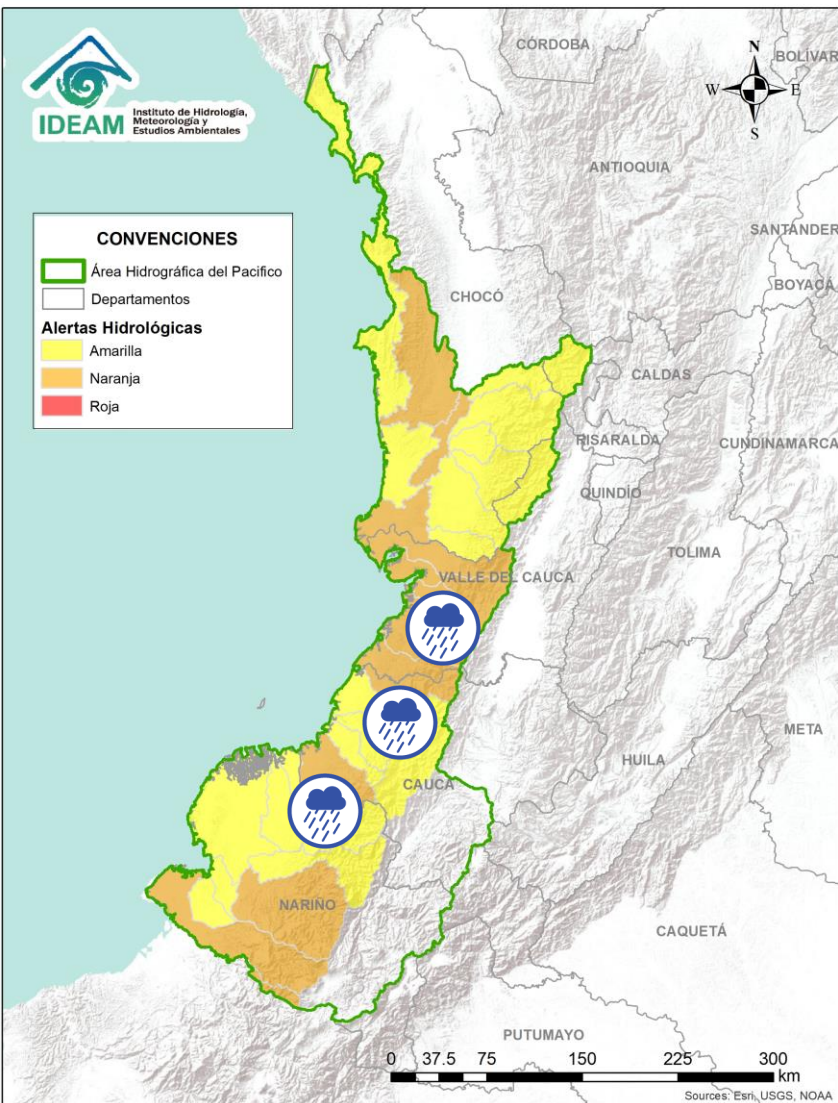 IDEAM
Instituto de Hidrología,
Meteorología y
Estudios Ambientales
CÓRDOBA
BOLÍVAR
N
W
E
S
ANTIOQUIA
SANTANDER
CONVENCIONES
Área Hidrográfica del Pacifico
Departamentos
Alertas Hidrológicas
Amarilla
Naranja
Roja
BOYACÁ
CHOCÓ
CALDAS
RISARALDA
CUNDINAMARCA
QUINDÍO
TOLIMA
VALLE DEL CAUCA
META
HUILA
CAUCA
NARIÑO
CAQUETÁ
PUTUMAYO
0 37.5 75 150 225 300
km
Sources: Esri, USGS, NOAA